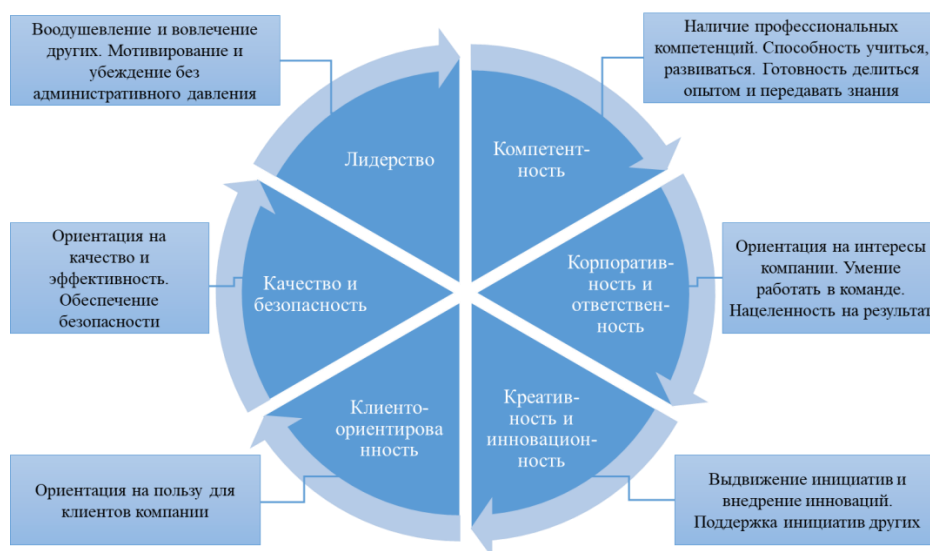 Воодушевление и вовлечение
других. Мотивирование и
убеждение без
административного давления
Наличие профессиональных
компетенций. Способность учиться,
развиваться. Готовность делиться
опытом и передавать знания
Лидерство
Компетент-
ность
Ориентация на
качество и
эффективность.
Обеспечение
безопасности
Качество и
безопасность
Корпоратив-
ность и
ответствен-
ность
Ориентация на интересы
компании. Умение
работать в команде.
Нацеленность на результат
Клиенто-
ориентирова
нность
Креатив-
ность и
инновацион-
ность
Ориентация на пользу для
клиентов компании
Выдвижение инициатив и
внедрение инноваций.
Поддержка инициатив других